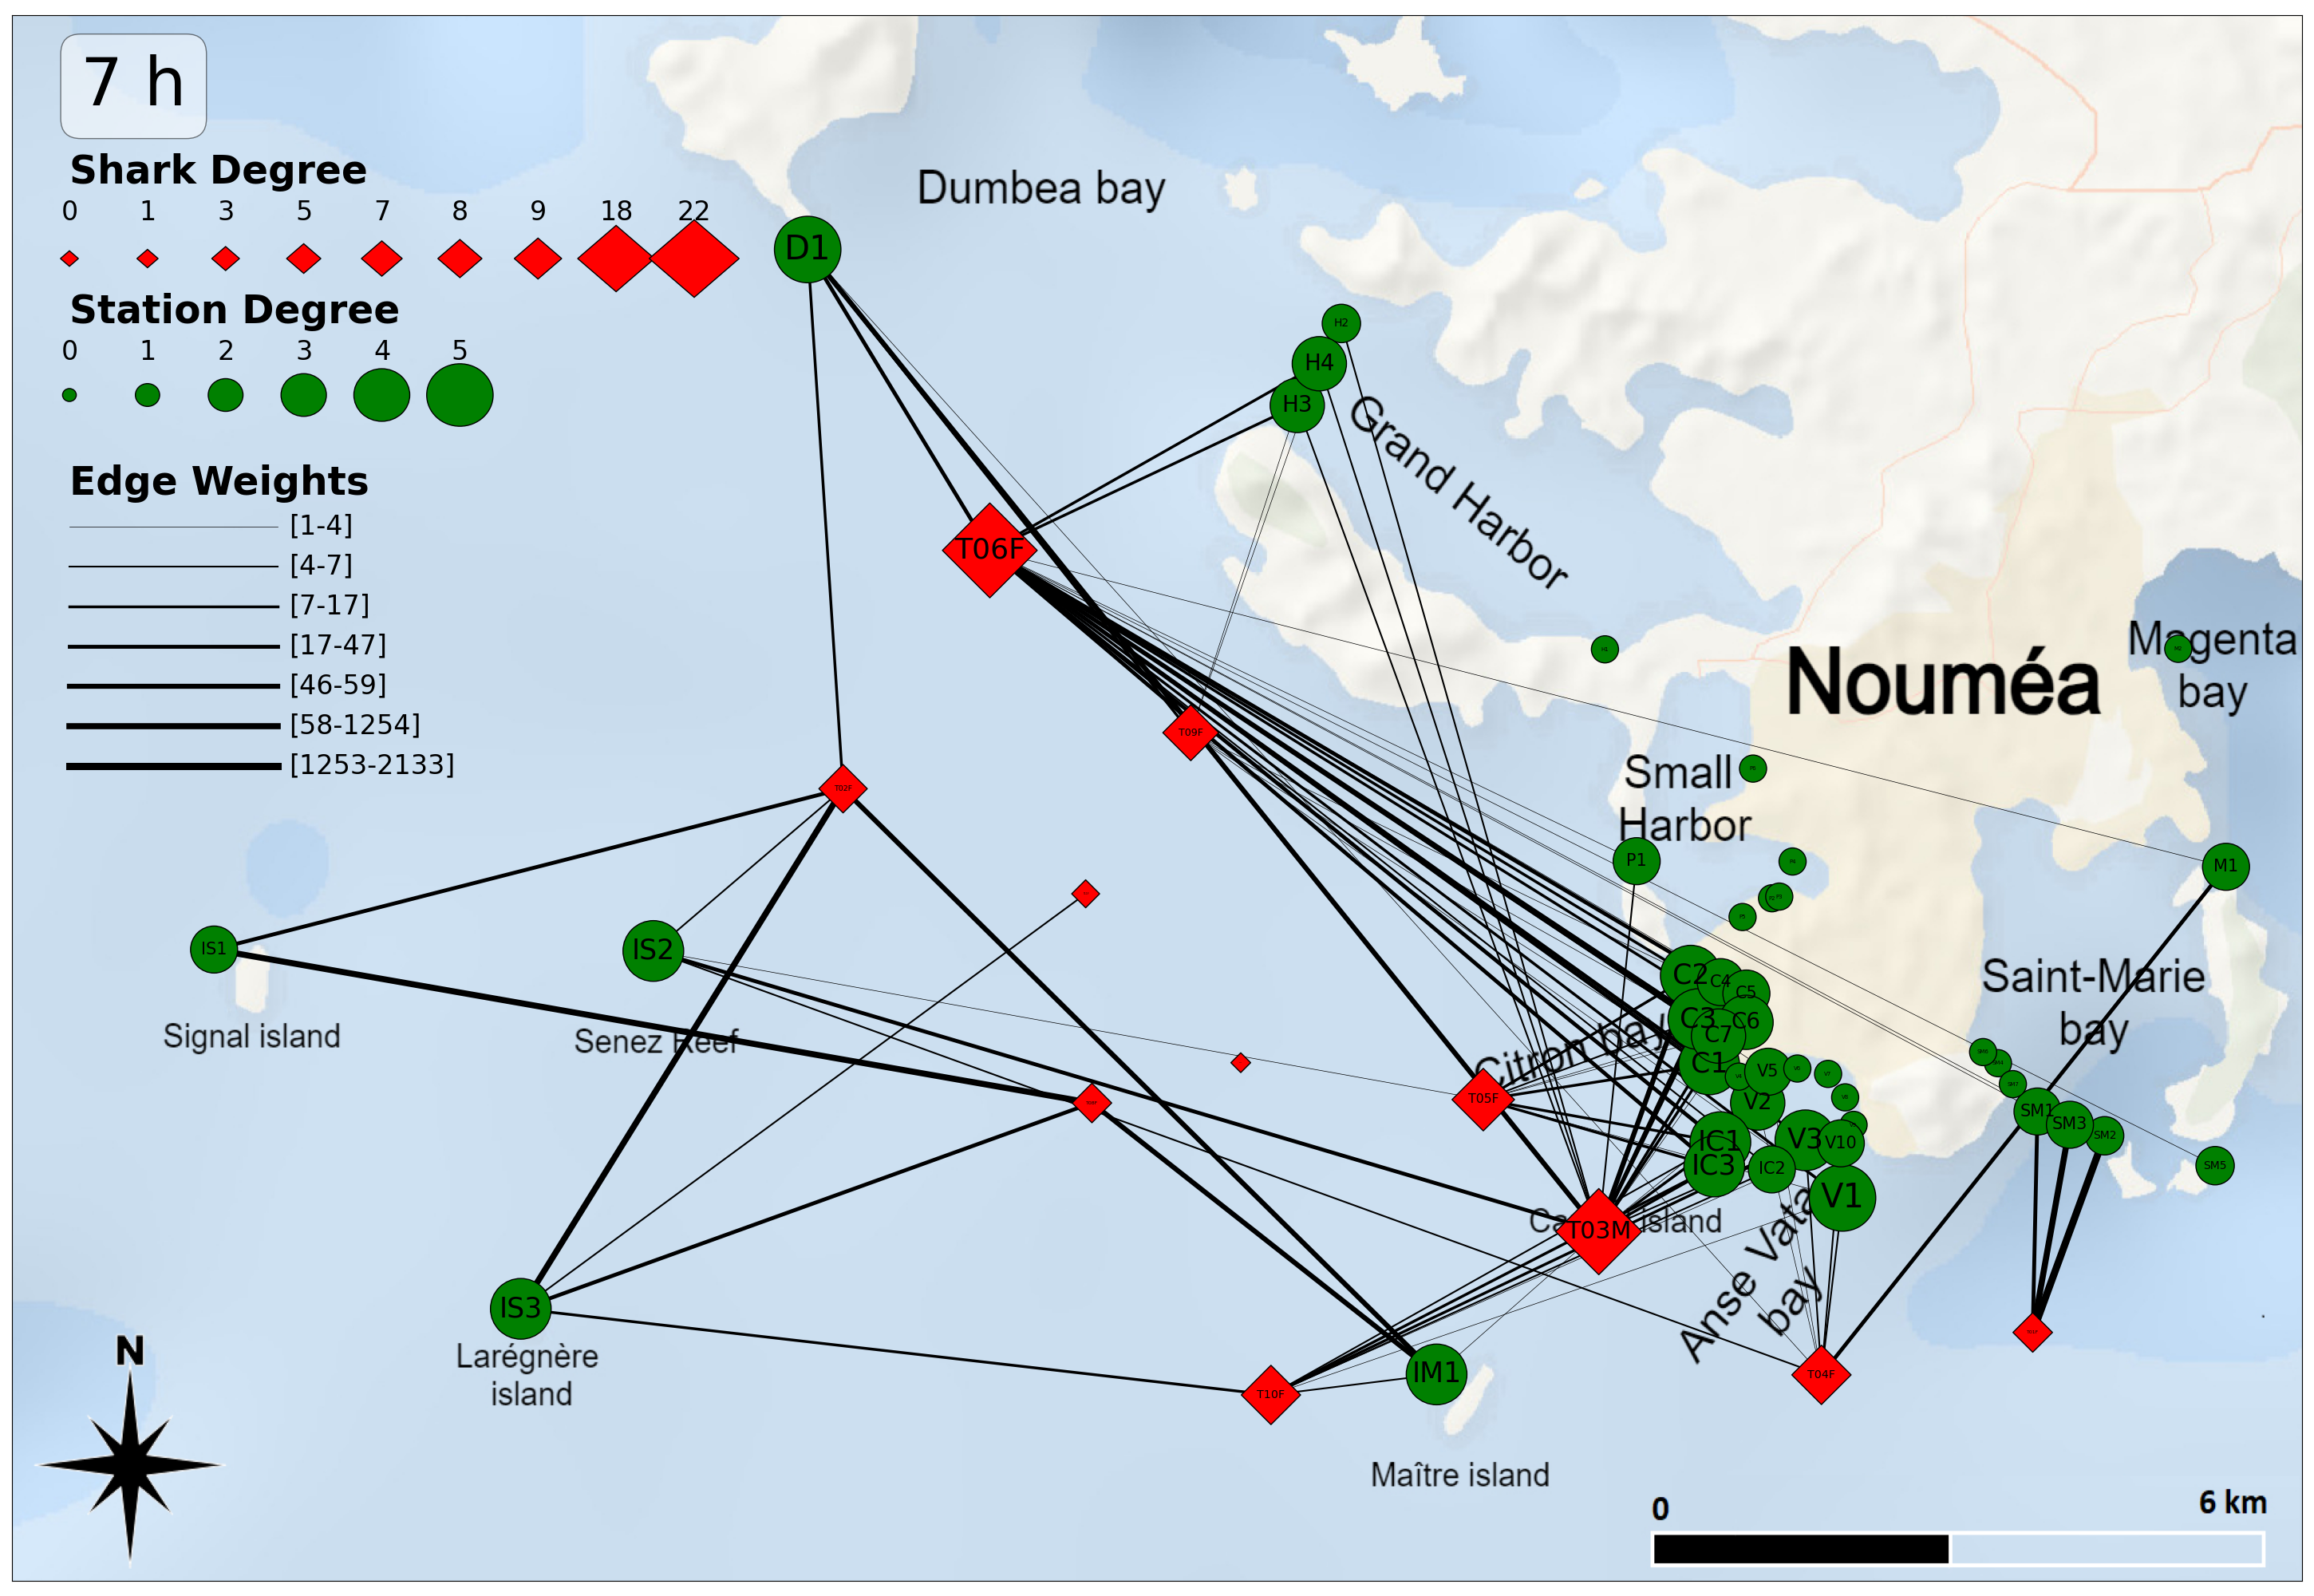 7 h
Shark Degree
0 1 3 5 7 8 9 18 22
Station Degree
0 1 2 3 4 5
Edge Weights
[1-4]
[4-7]
[7-17]
[17-47]
[46-59]
[58-1254]
[1253-2133]
D1
Dumbea bay
H2
H4
H3
Grand Harbor
T06F
H1
Magenta
bay
Nouméa
T09F
Small
Harbor
T02F
P1
M1
IS1
IS2
Signal island
Senez Reef
C2
C4
C5
C3
C6
C7
C1
Citron bay
Saint-Marie
bay
V5
V2
T05F
SM1
SM3
SM2
SM5
IC1
IC3
IC2
V3
V10
V1
T03M
island
Anse Vata
bay
IS3
Larégnère
island
T10F
IM1
T04F
Maître island
N
0 6 km